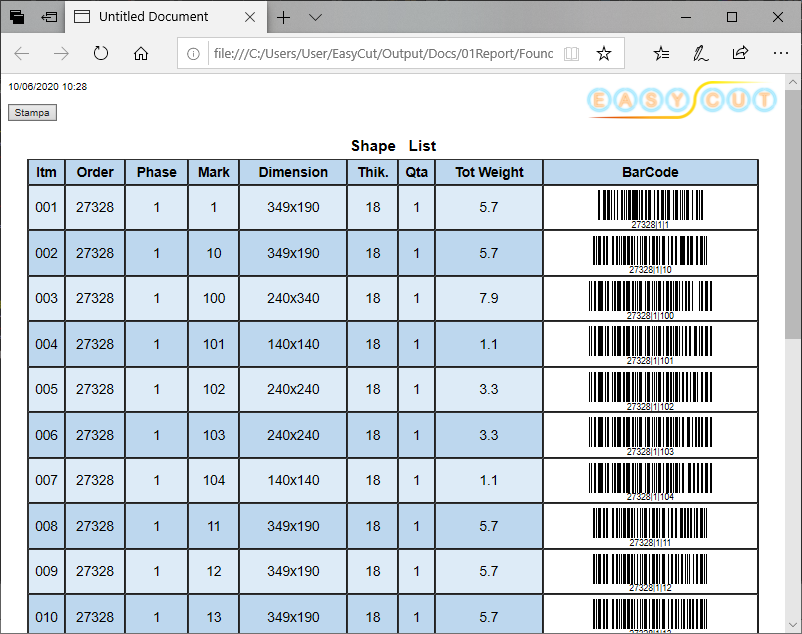 Untitled Document
file:///C:/Users/User/EasyCut/Output/Docs/01Report/Found
10/06/2020 10:28
EASYCUT
Stampa
Shape List
Itm Order Phase Mark Dimension Thik. Qta Tot Weight BarCode
001 27328 1 1 349x190 18 1 5.7
27328|1|1
002 27328 1 10 349x190 18 1 5.7
27328|1|10
003 27328 1 100 240x340 18 1 7.9
27328|1|100
004 27328 1 101 140x140 18 1 1.1
27328|1|101
005 27328 1 102 240x240 18 1 3.3
27328|1|102
006 27328 1 103 240x240 18 1 3.3
27328|1|103
007 27328 1 104 140x140 18 1 1.1
27328|1|104
008 27328 1 11 349x190 18 1 5.7
27328|1|11
009 27328 1 12 349x190 18 1 5.7
27328|1|12
010 27328 1 13 349x190 18 1 5.7